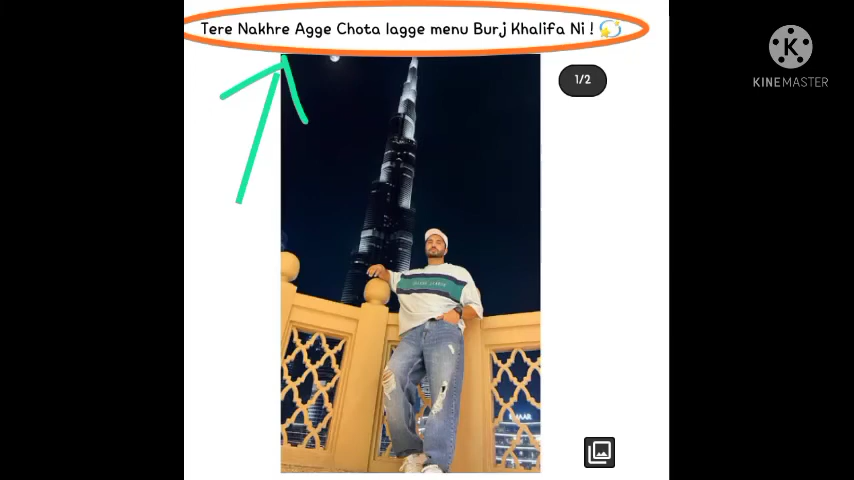 Tere Nakhre Agge Chota lagge menu Burj Khalifa Ni ! 💫
1/2
KINEMASTER